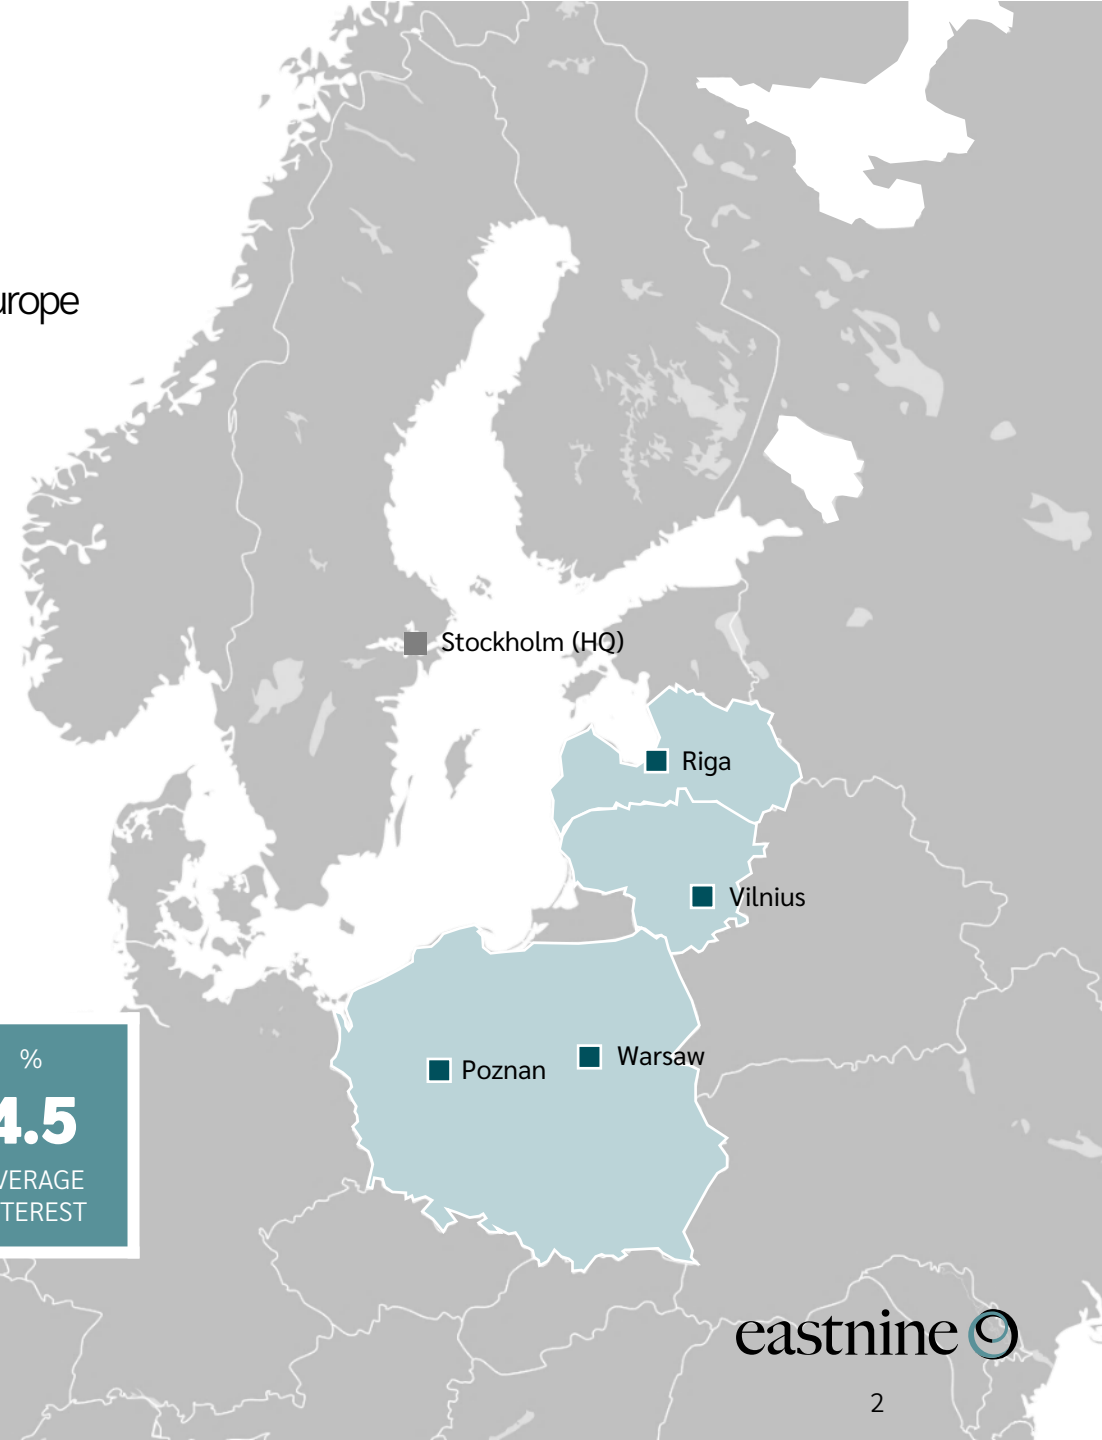 urope
Stockholm (HQ)
Riga
Vilnius
Poznan
Warsaw
%
4.5
VERAGE
TEREST
eastnine
2